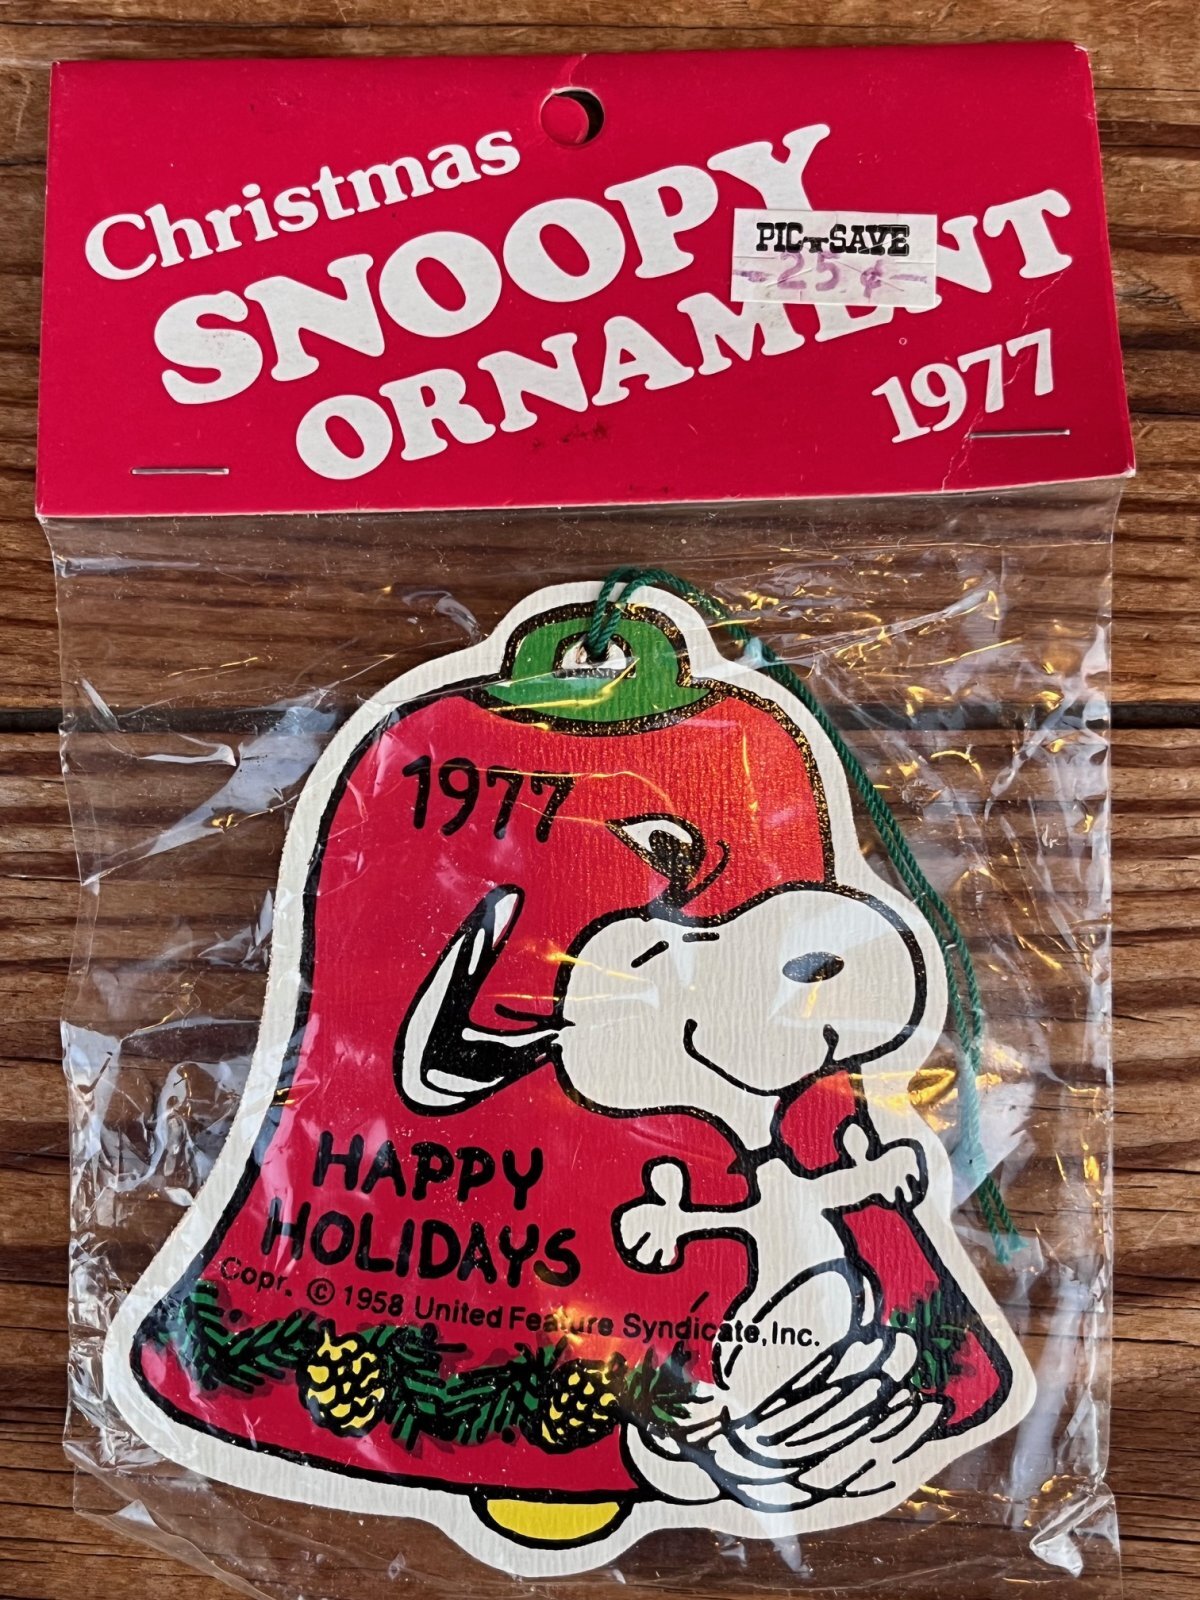 Christmas
SNOOPY
ORNAMENT
PIC-N-SAVE
25¢
1977
1977
HAPPY
HOLIDAYS
Copr. © 1958 United Feature Syndicate, Inc.